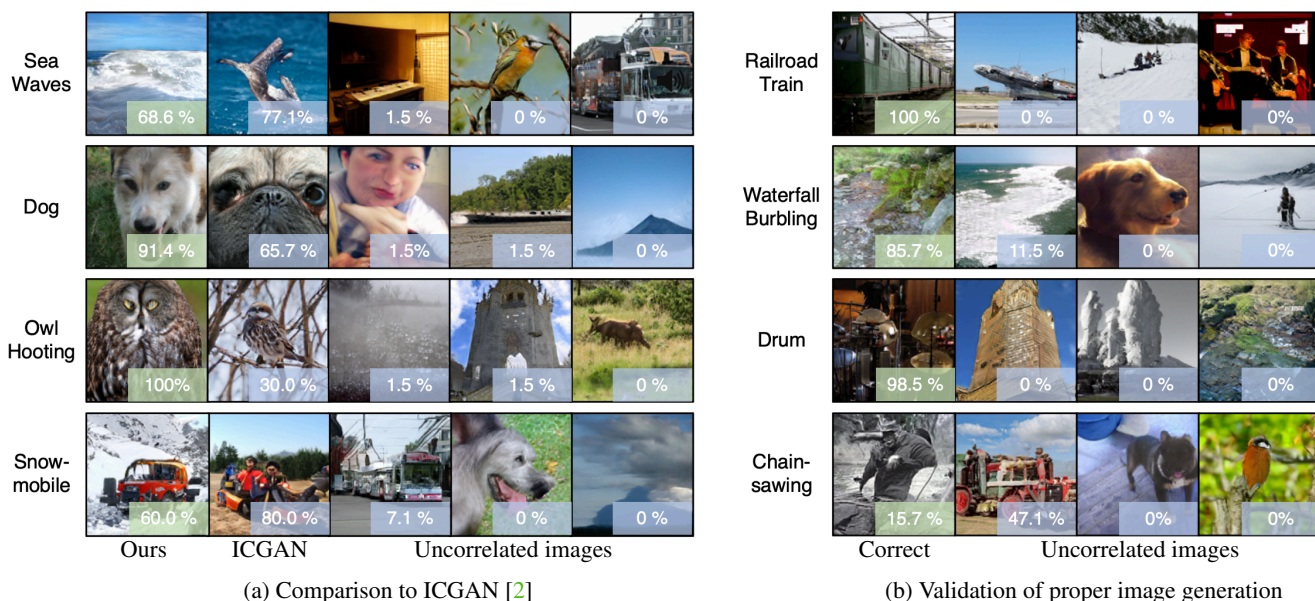 Sea
Waves
68.6 %
77.1%
1.5 %
0 %
0 %
Dog
91.4 %
65.7 %
1.5%
1.5 %
0 %
Owl
Hooting
100%
30.0 %
1.5 %
1.5 %
0 %
Snow-
mobile
60.0 %
80.0 %
7.1 %
0 %
0 %
Ours
ICGAN
Uncorrelated images
(a) Comparison to ICGAN [2]
Railroad
Train
100 %
0 %
0 %
0%
Waterfall
Burbling
85.7 %
11.5 %
0 %
0%
Drum
98.5 %
0 %
0 %
0%
Chain-
sawing
15.7 %
47.1 %
0%
0%
Correct
Uncorrelated images
(b) Validation of proper image generation